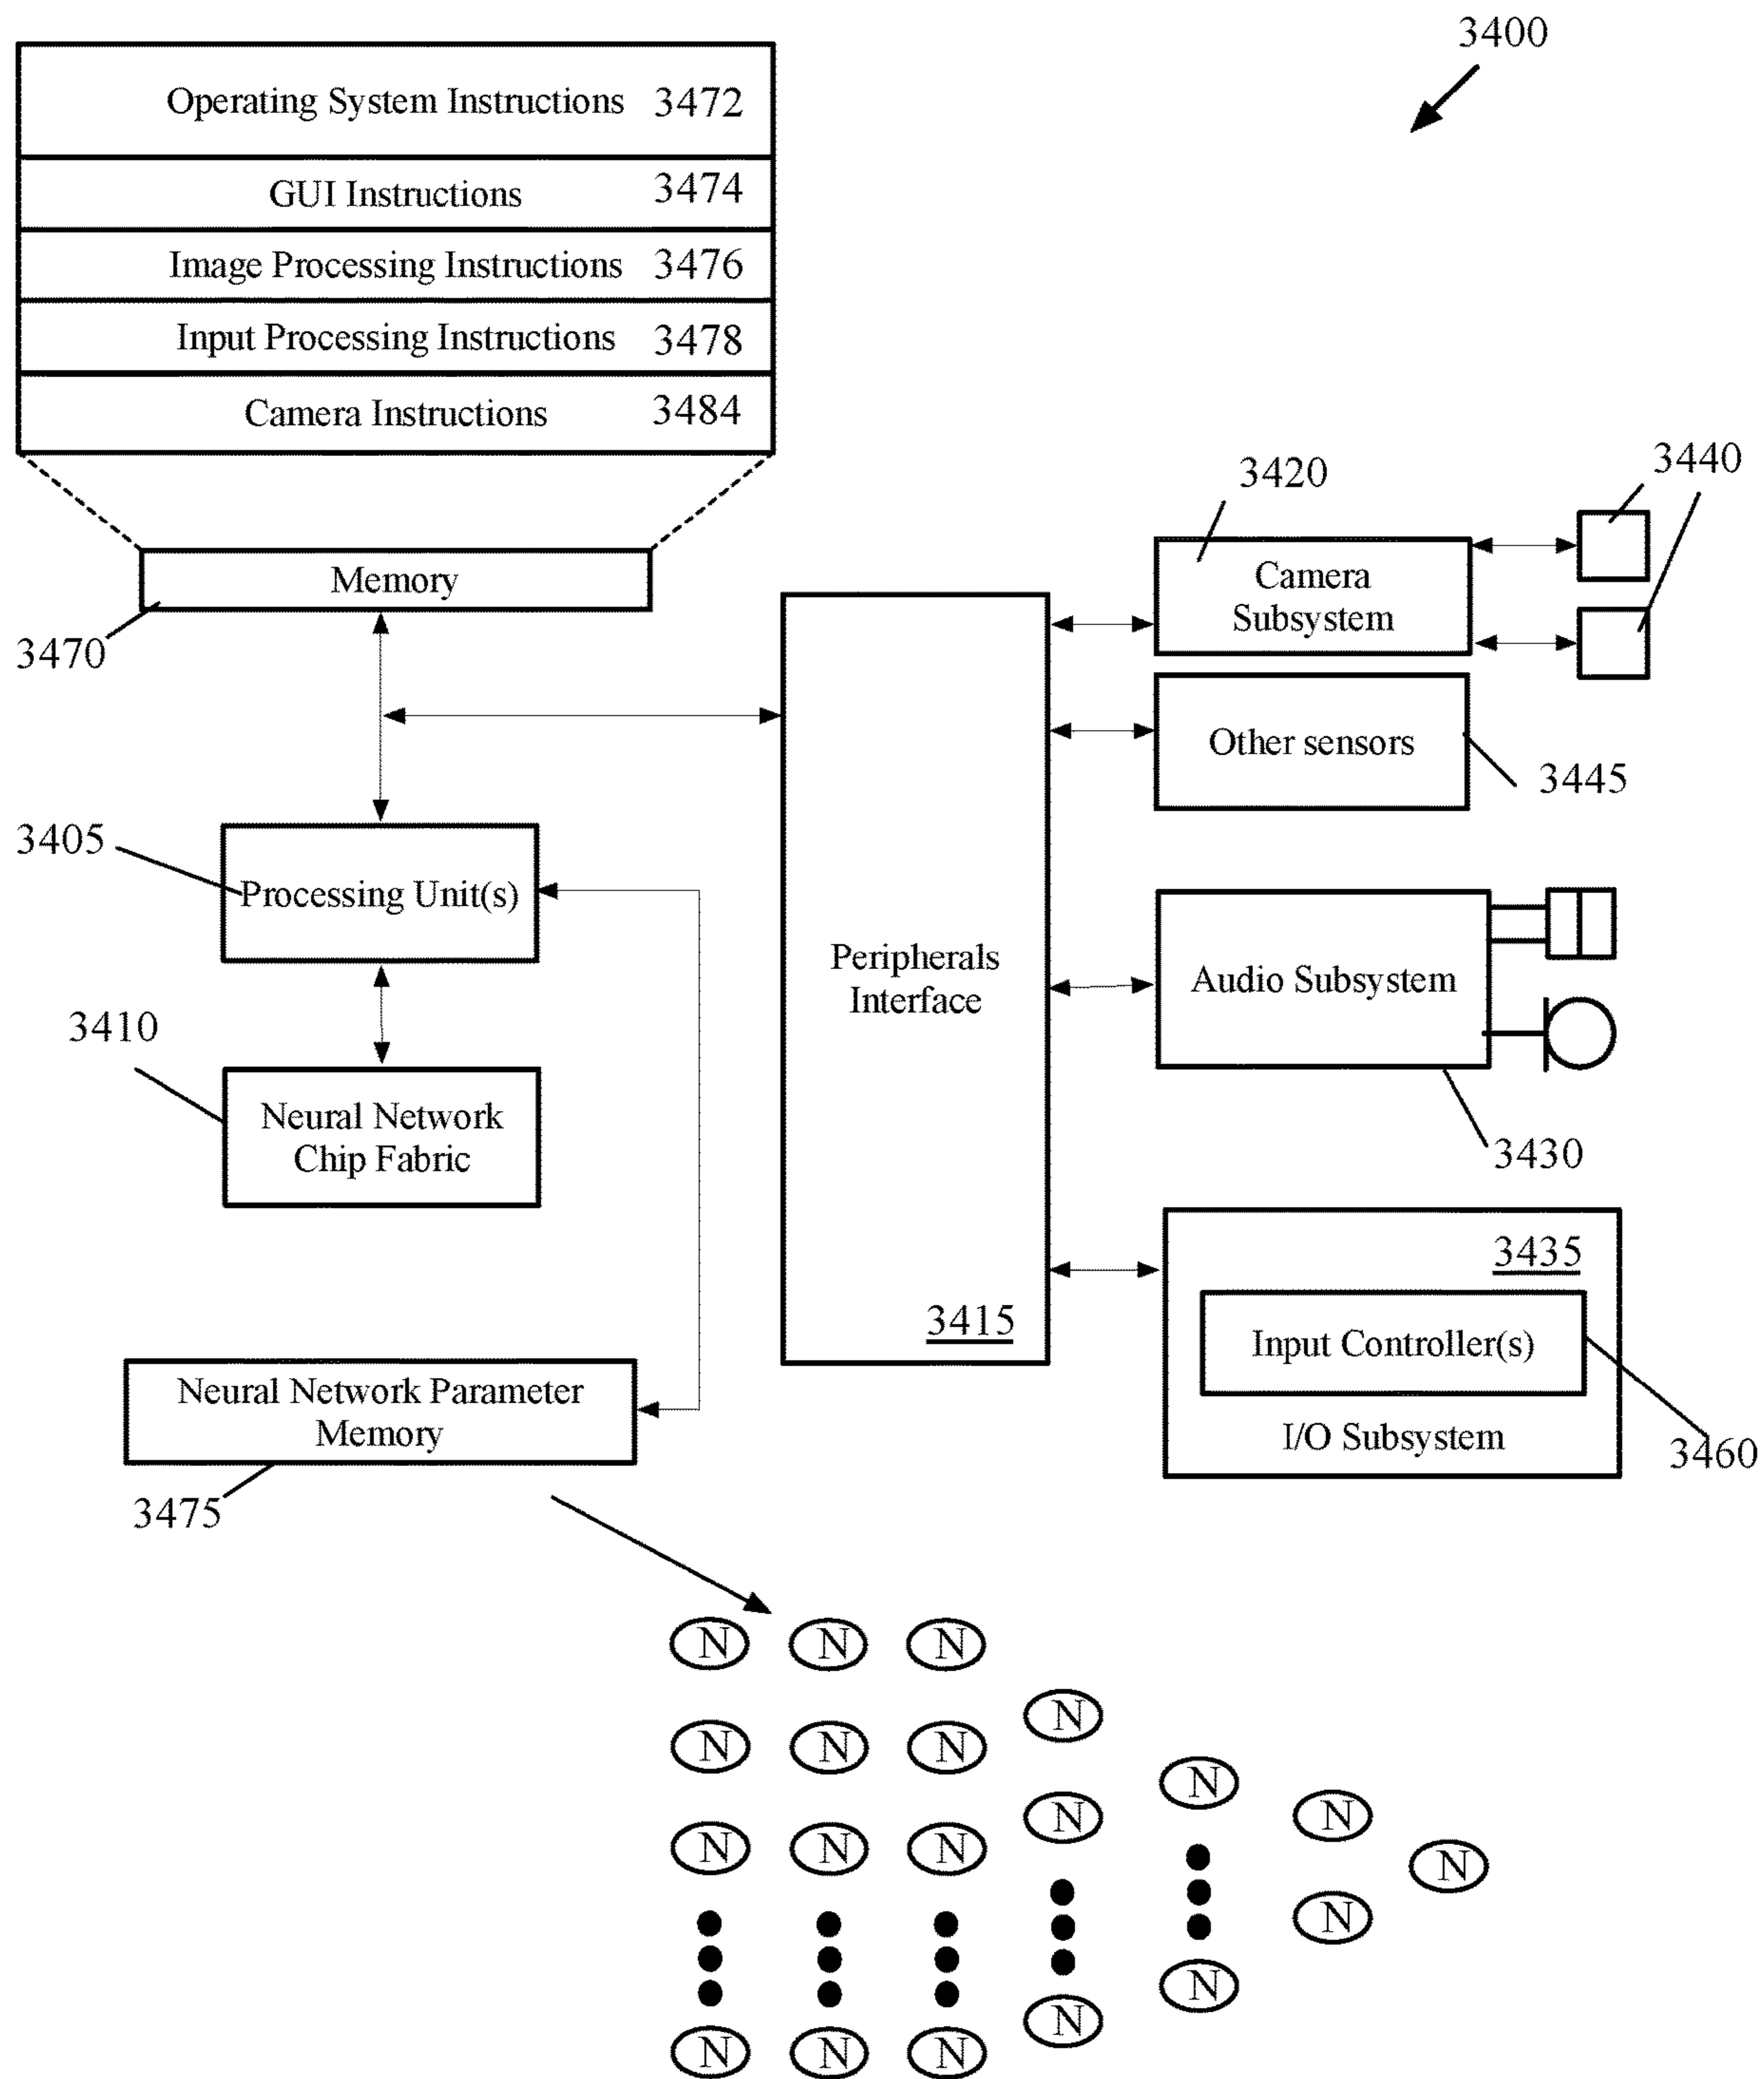 3400
Operating System Instructions 3472
GUI Instructions 3474
Image Processing Instructions 3476
Input Processing Instructions 3478
Camera Instructions 3484
3420
3440
Memory
3470
Camera
Subsystem
Other sensors
3445
3405
Processing Unit(s)
Peripherals
Interface
Audio Subsystem
3410
Neural Network
Chip Fabric
3430
3415
3435
Input Controller(s)
I/O Subsystem
3460
Neural Network Parameter
Memory
3475
N N N
N
N N N
N
N N
N N N
N
N
N
N
N N N